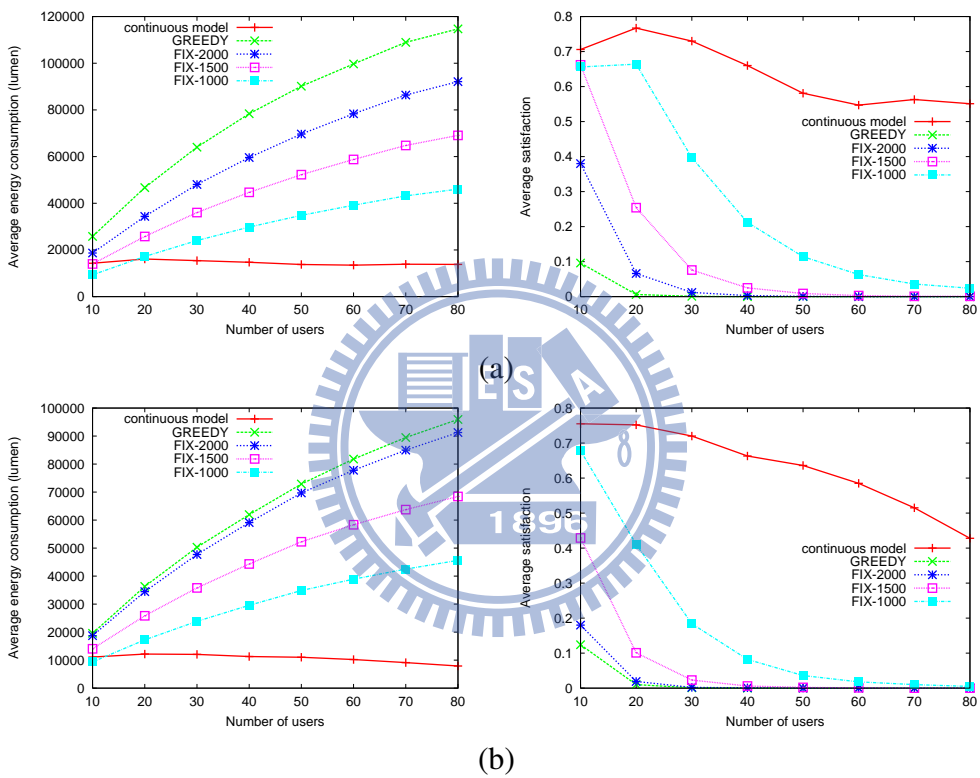 120000
100000
80000
60000
40000
20000
0
10 20 30 40 50 60 70 80
Average energy consumption (lumen)
Number of users
continuous model
GREEDY
FIX-2000
FIX-1500
FIX-1000
0.8
0.7
0.6
0.5
0.4
0.3
0.2
0.1
0
10 20 30 40 50 60 70 80
Average satisfaction
Number of users
continuous model
GREEDY
FIX-2000
FIX-1500
FIX-1000
(a)
E S A
1896
100000
90000
80000
70000
60000
50000
40000
30000
20000
10000
0
10 20 30 40 50 60 70 80
Average energy consumption (lumen)
Number of users
continuous model
GREEDY
FIX-2000
FIX-1500
FIX-1000
0.8
0.7
0.6
0.5
0.4
0.3
0.2
0.1
0
10 20 30 40 50 60 70 80
Average satisfaction
Number of users
continuous model
GREEDY
FIX-2000
FIX-1500
FIX-1000
(b)